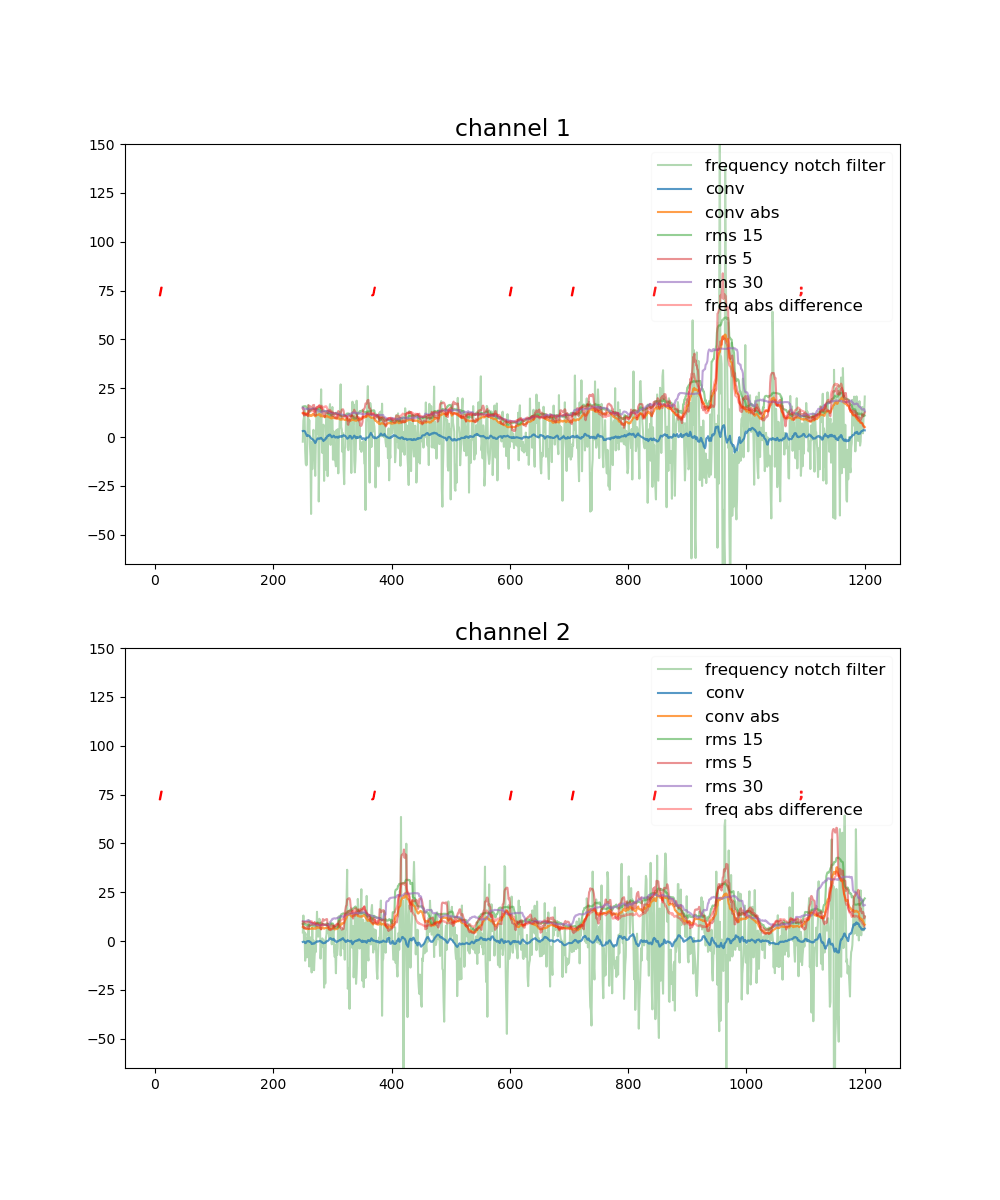 channel 1
150
125
100
75
50
25
0
−25
−50
frequency notch filter
conv
conv abs
rms 15
rms 5
rms 30
freq abs difference
0 200 400 600 800 1000 1200
channel 2
150
125
100
75
50
25
0
−25
−50
frequency notch filter
conv
conv abs
rms 15
rms 5
rms 30
freq abs difference
0 200 400 600 800 1000 1200